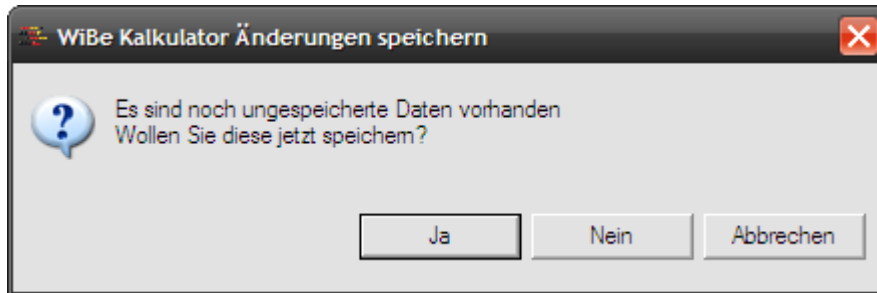 WiBe Kalkulator Änderungen speichern
Es sind noch ungespeicherte Daten vorhanden
Wollen Sie diese jetzt speichern?
Ja
Nein
Abbrechen